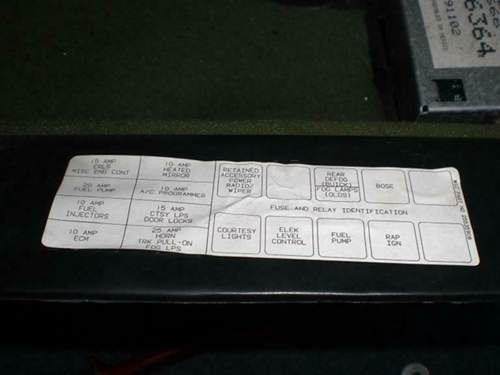 15 AMP
CRLR
MISC ENG CONT
10 AMP
HEATED
MIRROR
20 AMP
FUEL PUMP
10 AMP
A/C PROGRAMMER
10 AMP
FUEL
INJECTORS
15 AMP
CTSY LPS
DOOR LOCKS
10 AMP
ECM
25 AMP
HORN
TRK PULL-ON
FOG LPS
RETAINED
ACCESSORY
POWER
RADIO/
WIPER
REAR
DEFOG
(BUICK)
FOG LAMPS
(OLDS)
BOSE
FUSE AND RELAY IDENTIFICATION
COURTESY
LIGHTS
ELEK
LEVEL
CONTROL
FUEL
PUMP
RAP
IGN
6364
91102